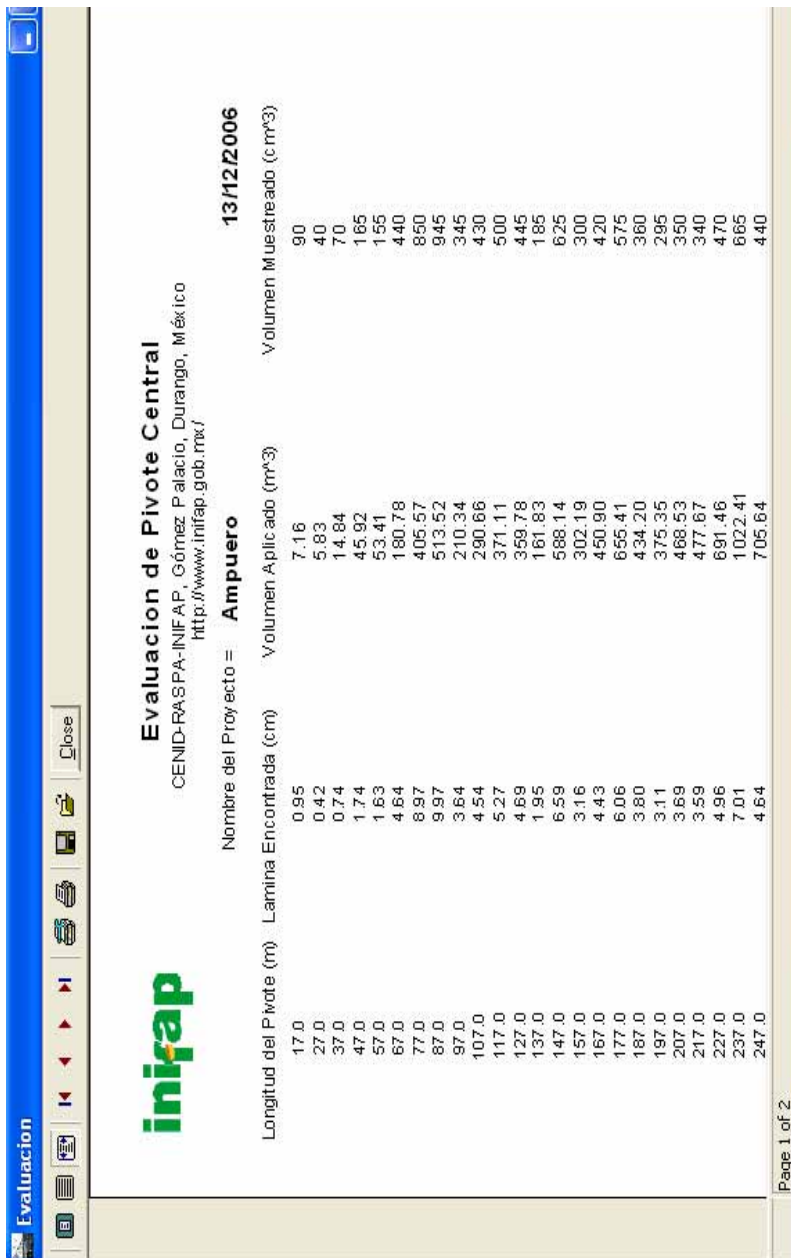 Evaluacion
Close
inifap
Evaluacion de Pivote Central
CENID-RASPA-INIFAP, Gómez Palacio, Durango, México
http://www.inifap.gob.mx/
Nombre del Proyecto = Ampuero 13/12/2006
Longitud del Pivote (m) Lamina Encontrada (cm) Volumen Aplicado (m^3) Volumen Muestreado (cm^3)
17.0 0.95 7.16 90
27.0 0.42 5.83 40
37.0 0.74 14.84 70
47.0 1.74 45.92 165
57.0 1.63 53.41 155
67.0 4.64 180.78 440
77.0 8.97 405.57 850
87.0 9.97 513.52 945
97.0 3.64 210.34 345
107.0 4.54 290.66 430
117.0 5.27 371.11 500
127.0 4.69 359.78 445
137.0 1.95 161.83 185
147.0 6.59 588.14 625
157.0 3.16 302.19 300
167.0 4.43 450.90 420
177.0 6.06 655.41 575
187.0 3.80 434.20 360
197.0 3.11 375.35 295
207.0 3.69 468.53 350
217.0 3.59 477.67 340
227.0 4.96 691.46 470
237.0 7.01 1022.41 665
247.0 4.64 705.64 440
Page 1 of 2